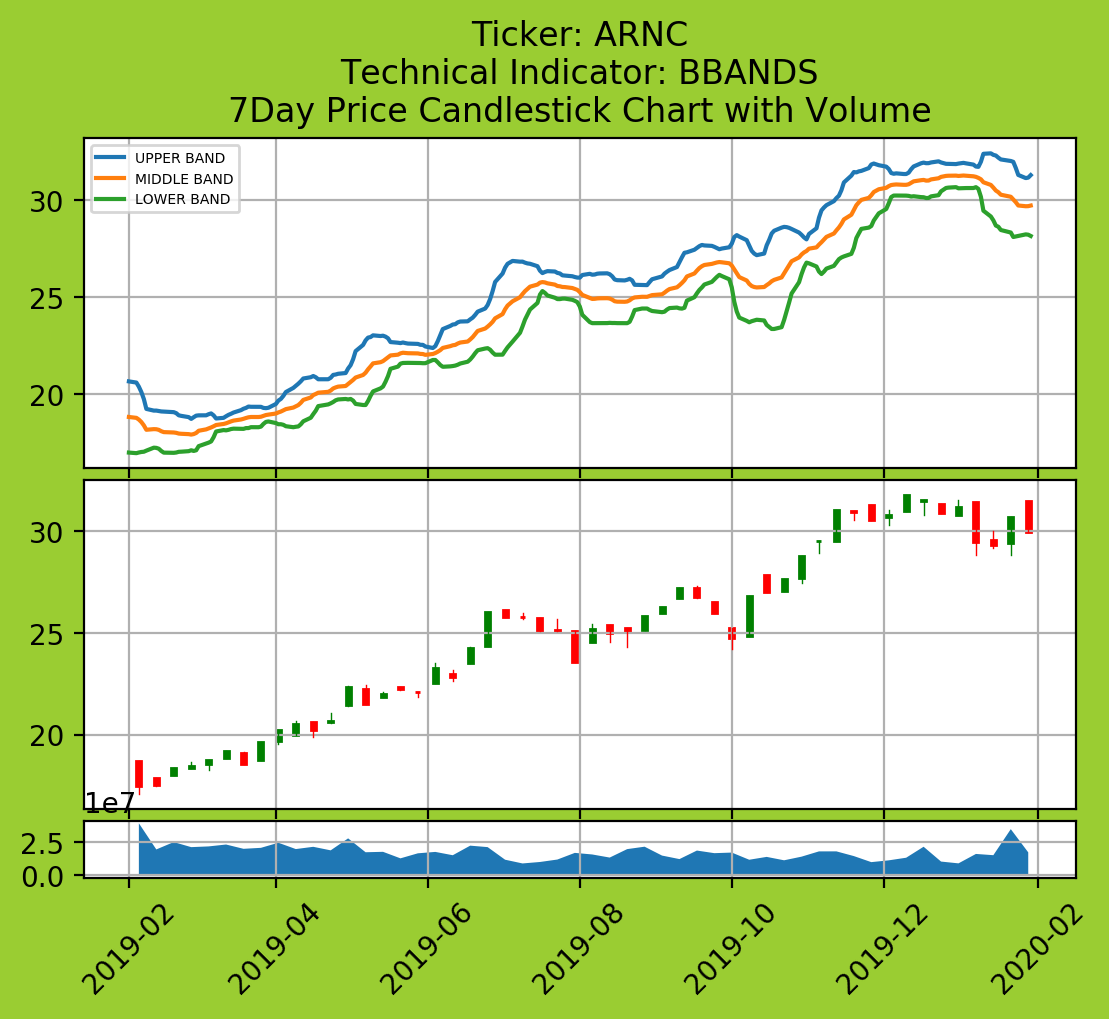 Ticker: ARNC
Technical Indicator: BBANDS
7Day Price Candlestick Chart with Volume
UPPER BAND
MIDDLE BAND
LOWER BAND
30
25
20
30
25
20
1e7
2.5
0.0
2019-02
2019-04
2019-06
2019-08
2019-10
2019-12
2020-02